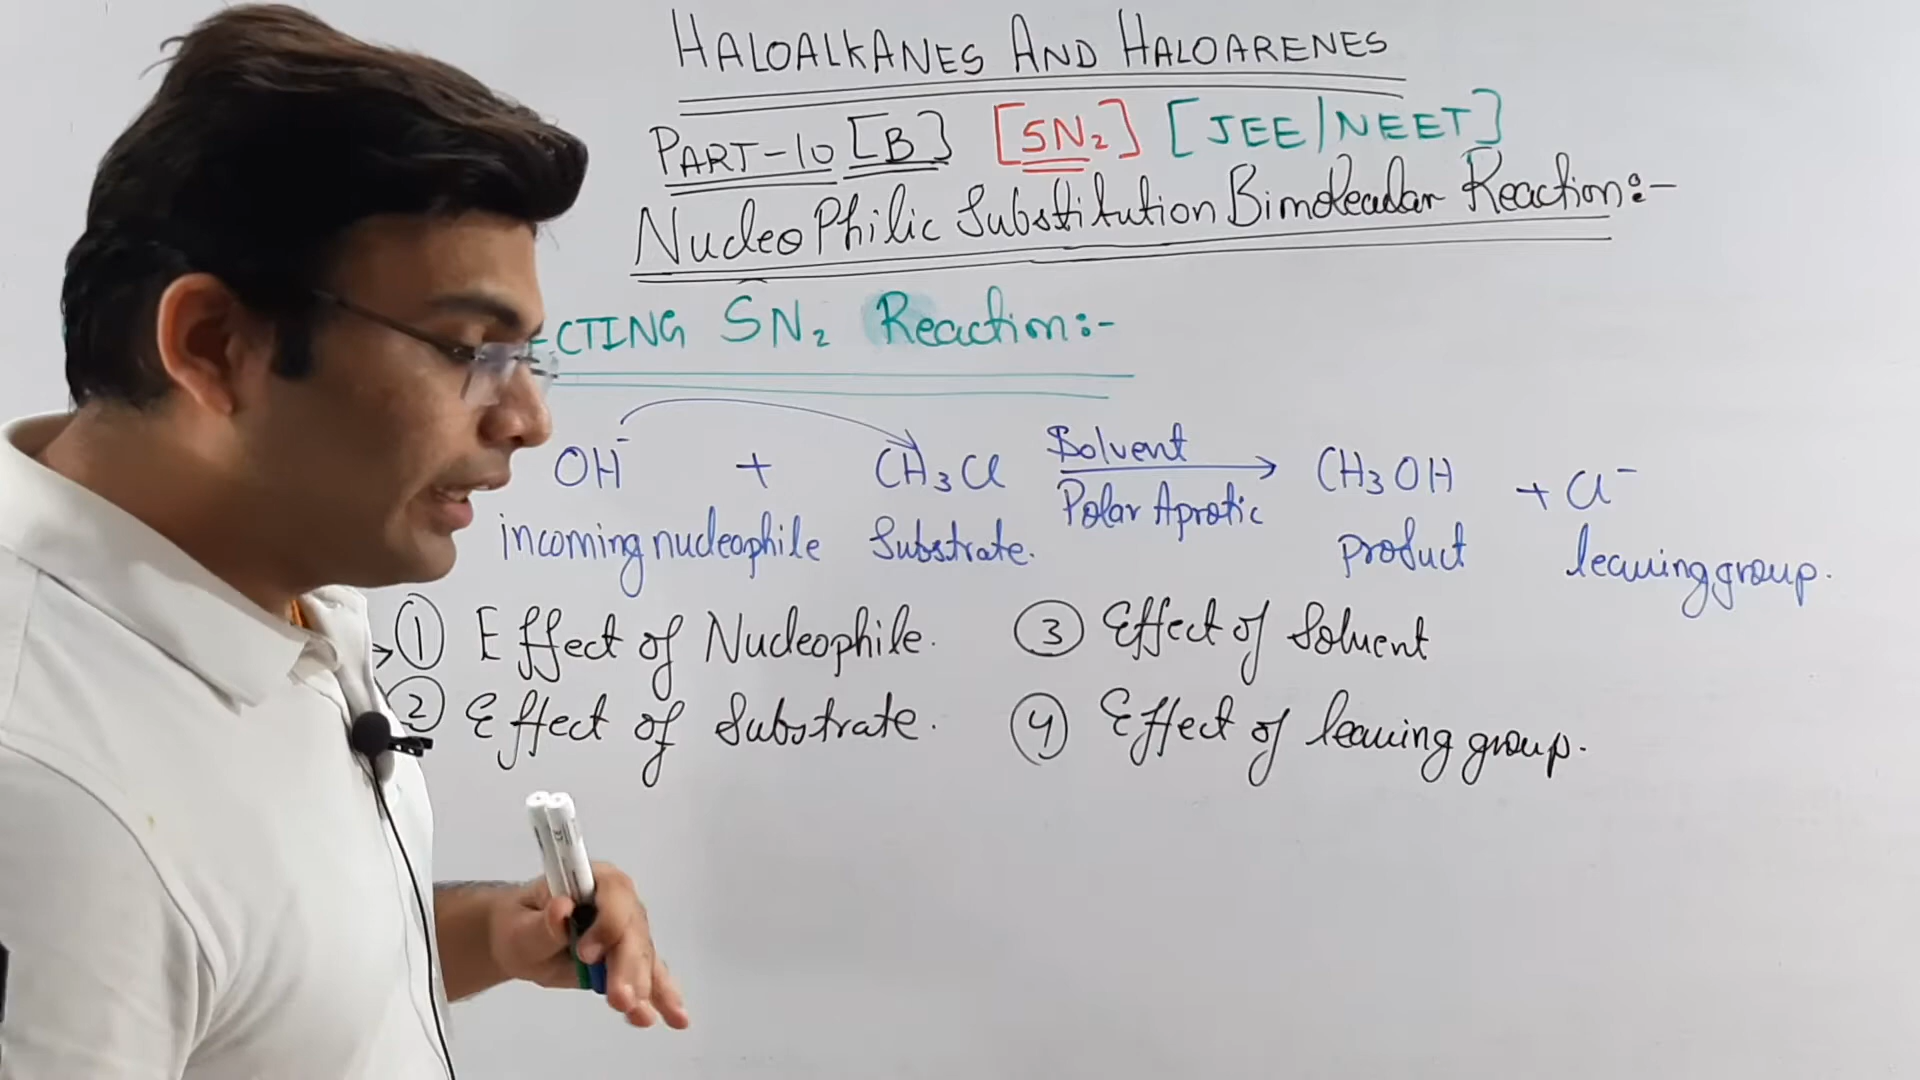 HALOALKANES AND HALOARENES
PART-10 [B] [SN₂] [JEE/NEET]
NucleoPhilic Substitution Bimolecular Reaction:-
ECTING SN₂ Reaction:-
OH⁻ + CH₃Cl Solvent Polar Aprotic → CH₃OH + Cl⁻
incoming nucleophile Substrate. product leaving group.
→ ① Effect of Nucleophile. ③ Effect of Solvent
② Effect of Substrate. ④ Effect of leaving group.